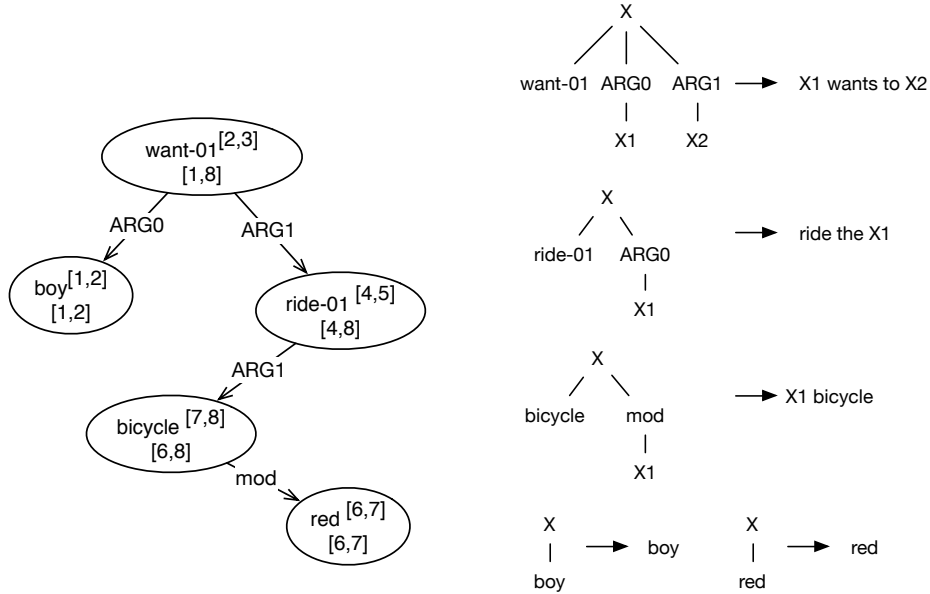 want-01[2,3]
[1,8]
ARG0
ARG1
boy[1,2]
[1,2]
ride-01 [4,5]
[4,8]
ARG1
bicycle [7,8]
[6,8]
mod
red [6,7]
[6,7]
X
want-01 ARG0 ARG1
X1 wants to X2
X1 X2
X
ride-01 ARG0
ride the X1
X1
X
bicycle mod
X1 bicycle
X1
X
boy
boy
X
red
red